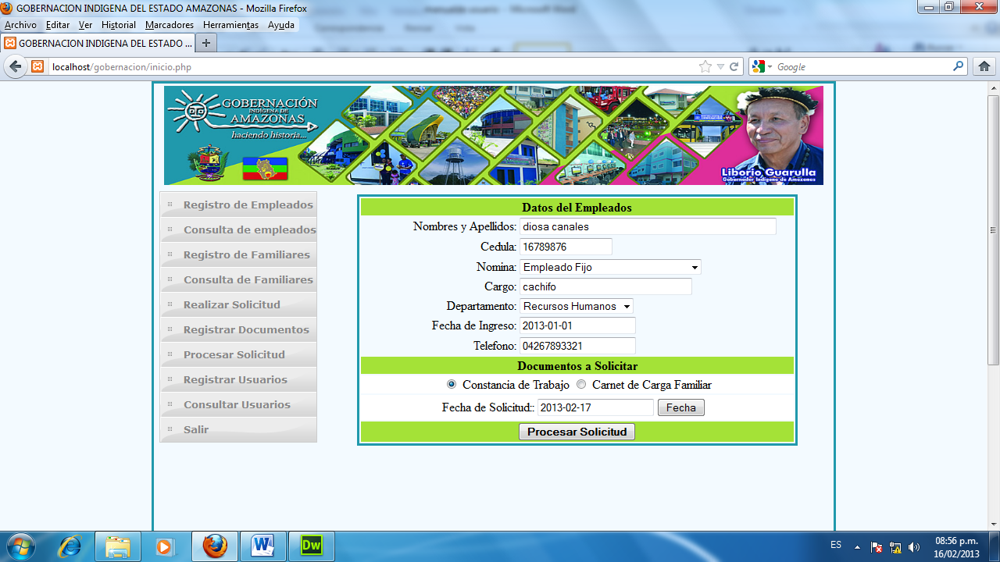 GOBERNACION INDIGENA DEL ESTADO AMAZONAS - Mozilla Firefox
Archivo Editar Ver Historial Marcadores Herramientas Ayuda
GOBERNACION INDIGENA DEL ESTADO ...
localhost/gobernacion/inicio.php
Google
GOBERNACIÓN
INDÍGENA DE
AMAZONAS
haciendo historia...
Liborio Guarulla
Gobernador Indígena de Amazonas
Registro de Empleados
Consulta de empleados
Registro de Familiares
Consulta de Familiares
Realizar Solicitud
Registrar Documentos
Procesar Solicitud
Registrar Usuarios
Consultar Usuarios
Salir
Datos del Empleados
Nombres y Apellidos: diosa canales
Cedula: 16789876
Nomina: Empleado Fijo
Cargo: cachifo
Departamento: Recursos Humanos
Fecha de Ingreso: 2013-01-01
Telefono: 04267893321
Documentos a Solicitar
Constancia de Trabajo Carnet de Carga Familiar
Fecha de Solicitud:: 2013-02-17 Fecha
Procesar Solicitud
Dw
ES
08:56 p.m.
16/02/2013